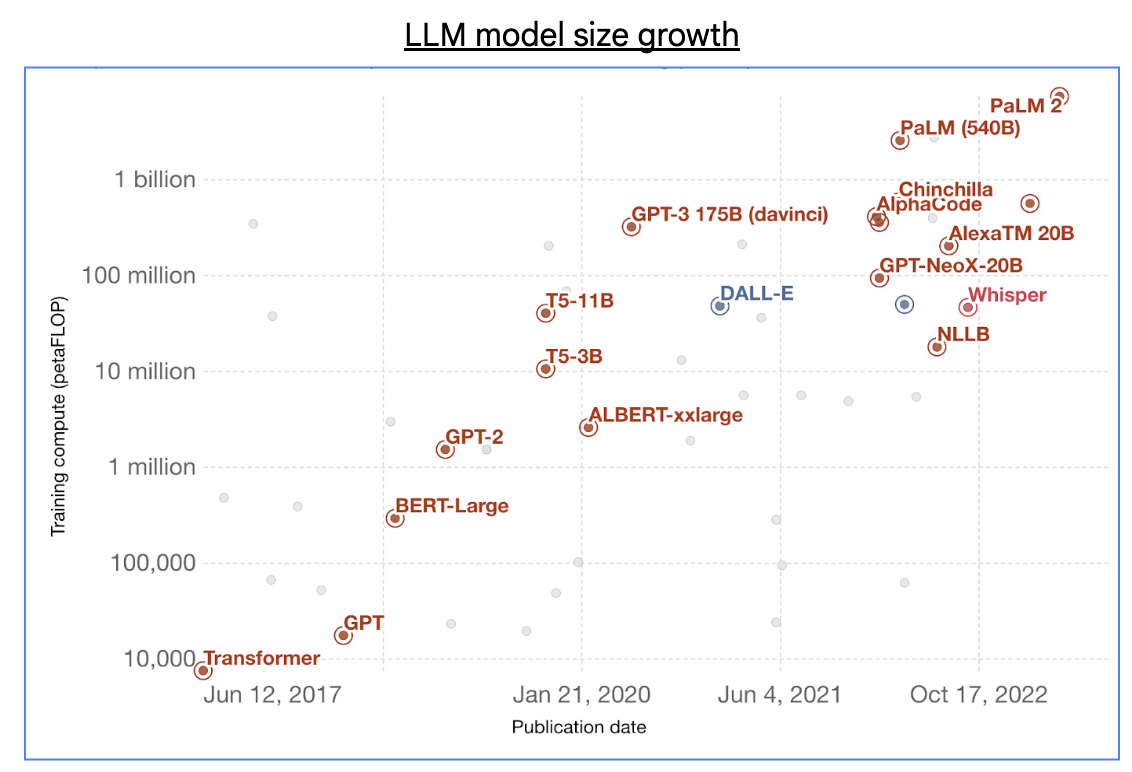 LLM model size growth
PaLM 2
PaLM (540B)
1 billion
Chinchilla
AlphaCode
GPT-3 175B (davinci)
AlexaTM 20B
GPT-NeoX-20B
100 million
DALL-E
Whisper
T5-11B
NLLB
T5-3B
10 million
ALBERT-xxlarge
GPT-2
1 million
BERT-Large
100,000
GPT
10,000
Transformer
Training compute (petaFLOP)
Jun 12, 2017
Jan 21, 2020
Jun 4, 2021
Oct 17, 2022
Publication date